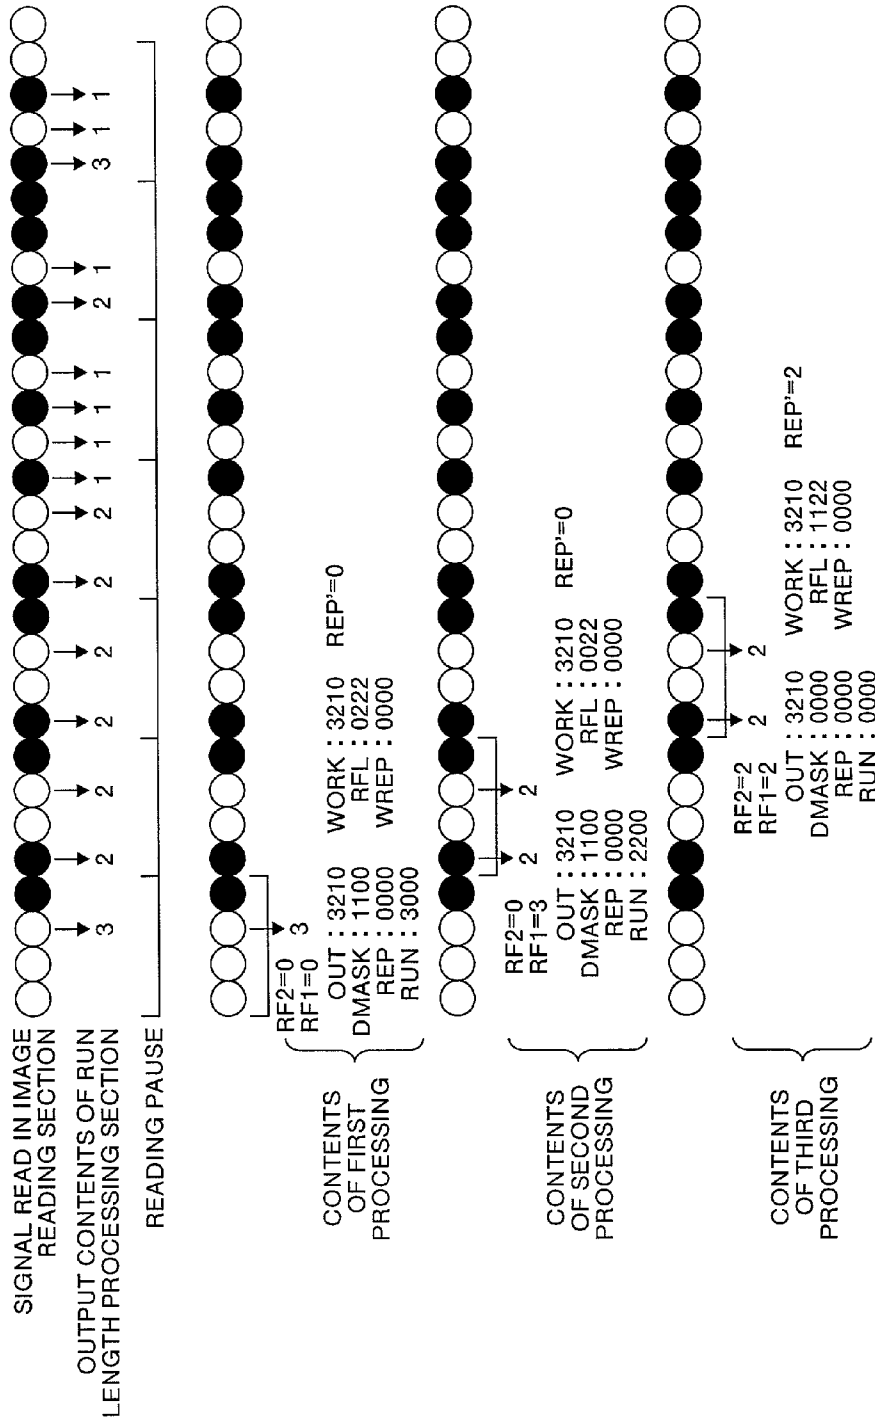 SIGNAL READ IN IMAGE
READING SECTION
OUTPUT CONTENTS OF RUN
LENGTH PROCESSING SECTION
3 2 2 2 2 2 2 1 1 1 1 2 1 3 1 1
READING PAUSE
CONTENTS
OF FIRST
PROCESSING
RF2=0
RF1=0 3
OUT : 3210 WORK : 3210 REP'=0
DMASK : 1100 RFL : 0222
REP : 0000 WREP : 0000
RUN : 3000
CONTENTS
OF SECOND
PROCESSING
RF2=0
RF1=3 2 2
OUT : 3210 WORK : 3210 REP'=0
DMASK : 1100 RFL : 0022
REP : 0000 WREP : 0000
RUN : 2200
CONTENTS
OF THIRD
PROCESSING
RF2=2
RF1=2 2 2
OUT : 3210 WORK : 3210 REP'=2
DMASK : 0000 RFL : 1122
REP : 0000 WREP : 0000
RUN : 0000